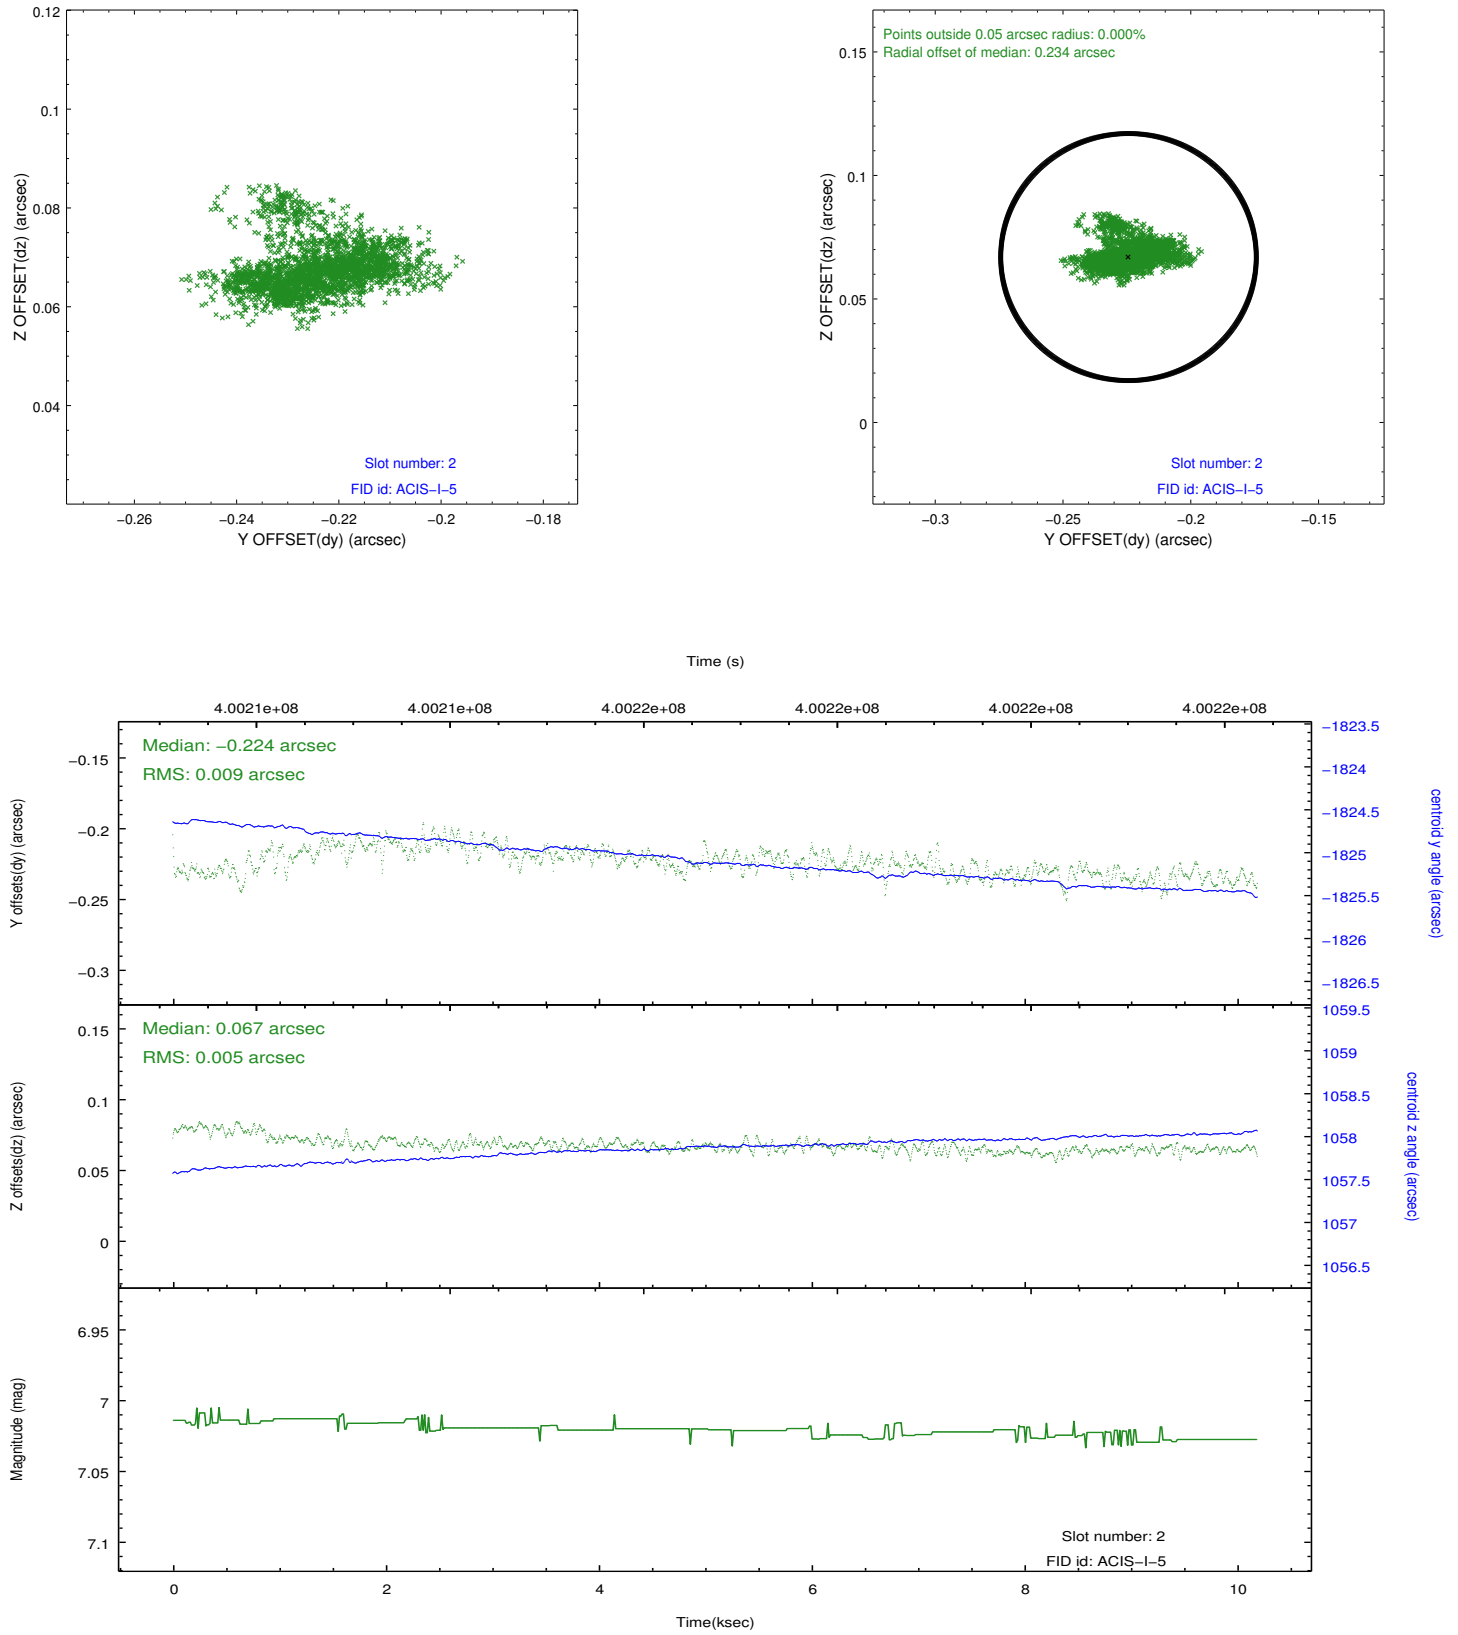 0.12
0.1
0.08
0.06
0.04
Z OFFSET(dz) (arcsec)
Slot number: 2
FID id: ACIS−I−5
−0.26 −0.24 −0.22 −0.2 −0.18
Y OFFSET(dy) (arcsec)
Points outside 0.05 arcsec radius: 0.000%
Radial offset of median: 0.234 arcsec
0.15
0.1
0.05
0
Z OFFSET(dz) (arcsec)
Slot number: 2
FID id: ACIS−I−5
−0.3 −0.25 −0.2 −0.15
Y OFFSET(dy) (arcsec)
Time (s)
4.0021e+08 4.0021e+08 4.0022e+08 4.0022e+08 4.0022e+08 4.0022e+08
Median: −0.224 arcsec
RMS: 0.009 arcsec
−0.15
−0.2
−0.25
−0.3
Y offsets(dy) (arcsec)
−1823.5
−1824
−1824.5
−1825
−1825.5
−1826
−1826.5
centroid y angle (arcsec)
Median: 0.067 arcsec
RMS: 0.005 arcsec
0.15
0.1
0.05
0
Z offsets(dz) (arcsec)
1059.5
1059
1058.5
1058
1057.5
1057
1056.5
centroid z angle (arcsec)
6.95
7
7.05
7.1
Magnitude (mag)
Slot number: 2
FID id: ACIS−I−5
0 2 4 6 8 10
Time(ksec)